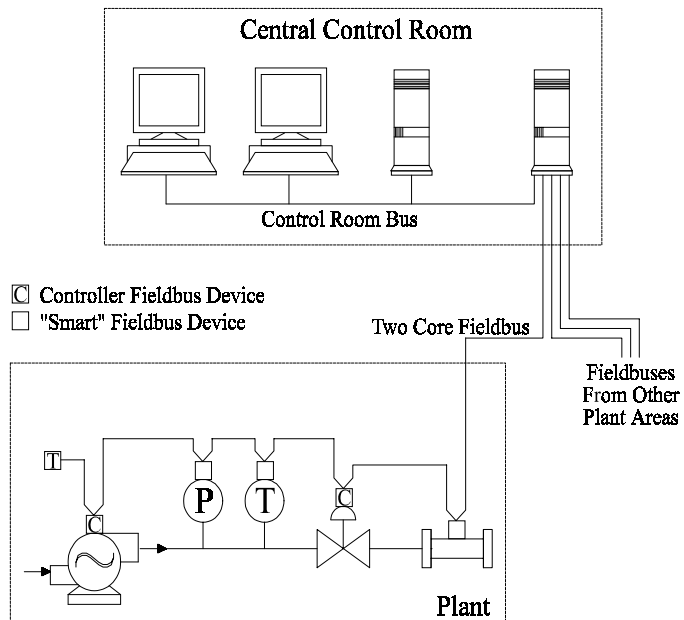 Central Control Room
Control Room Bus
C Controller Fieldbus Device
"Smart" Fieldbus Device
Two Core Fieldbus
Fieldbuses
From Other
Plant Areas
T
C
P
T
C
Plant